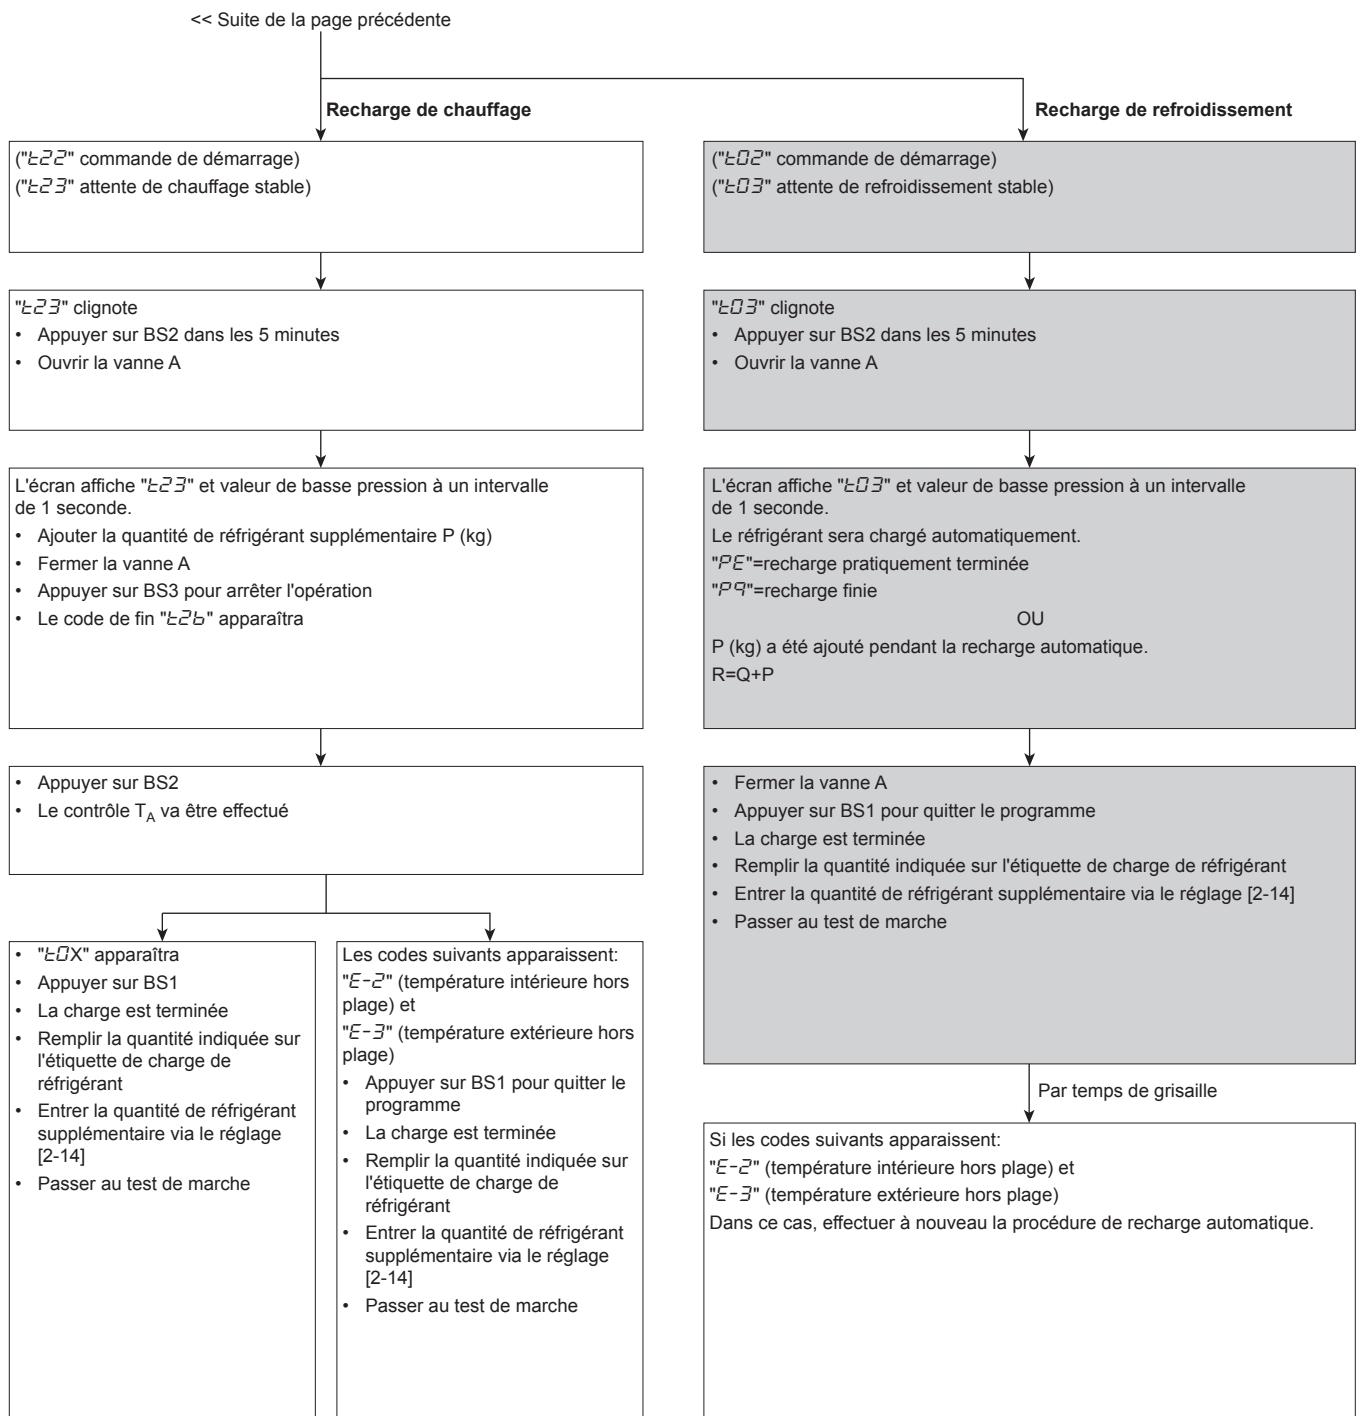 << Suite de la page précédente
Recharge de chauffage
("t22" commande de démarrage)
("t23" attente de chauffage stable)
"t23" clignote
• Appuyer sur BS2 dans les 5 minutes
• Ouvrir la vanne A
L'écran affiche "t23" et valeur de basse pression à un intervalle
de 1 seconde.
• Ajouter la quantité de réfrigérant supplémentaire P (kg)
• Fermer la vanne A
• Appuyer sur BS3 pour arrêter l'opération
• Le code de fin "t2b" apparaîtra
• Appuyer sur BS2
• Le contrôle TA va être effectué
• "t0X" apparaîtra
• Appuyer sur BS1
• La charge est terminée
• Remplir la quantité indiquée sur
l'étiquette de charge de
réfrigérant
• Entrer la quantité de réfrigérant
supplémentaire via le réglage
[2-14]
• Passer au test de marche
Les codes suivants apparaissent:
"E-2" (température intérieure hors
plage) et
"E-3" (température extérieure hors
plage)
• Appuyer sur BS1 pour quitter le
programme
• La charge est terminée
• Remplir la quantité indiquée sur
l'étiquette de charge de
réfrigérant
• Entrer la quantité de réfrigérant
supplémentaire via le réglage
[2-14]
• Passer au test de marche
Recharge de refroidissement
("t02" commande de démarrage)
("t03" attente de refroidissement stable)
"t03" clignote
• Appuyer sur BS2 dans les 5 minutes
• Ouvrir la vanne A
L'écran affiche "t03" et valeur de basse pression à un intervalle
de 1 seconde.
Le réfrigérant sera chargé automatiquement.
"PE"=recharge pratiquement terminée
"P9"=recharge finie
OU
P (kg) a été ajouté pendant la recharge automatique.
R=Q+P
• Fermer la vanne A
• Appuyer sur BS1 pour quitter le programme
• La charge est terminée
• Remplir la quantité indiquée sur l'étiquette de charge de réfrigérant
• Entrer la quantité de réfrigérant supplémentaire via le réglage [2-14]
• Passer au test de marche
Par temps de grisaille
Si les codes suivants apparaissent:
"E-2" (température intérieure hors plage) et
"E-3" (température extérieure hors plage)
Dans ce cas, effectuer à nouveau la procédure de recharge automatique.